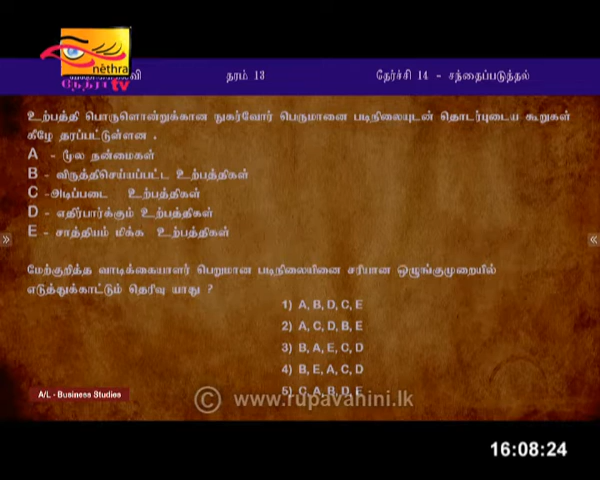 nēthra
நேத்ரா tv
தரம் 13
தேர்ச்சி 14 - சந்தைப்படுத்தல்
உற்பத்தி பொருளொன்றுக்கான நுகர்வோர் பெருமானை படிநிலையுடன் தொடர்புடைய கூறுகள்
கீழே தரப்பட்டுள்ளன .
A - மூல நன்மைகள்
B - விருத்திசெய்யப்பட்ட உற்பத்திகள்
C -அடிப்படை உற்பத்திகள்
D - எதிர்பார்க்கும் உற்பத்திகள்
E - சாத்தியம் மிக்க உற்பத்திகள்
மேற்குறித்த வாடிக்கையாளர் பெறுமான படிநிலையினை சரியான ஒழுங்குமுறையில்
எடுத்துக்காட்டும் தெரிவு யாது ?
1) A, B, D, C, E
2) A, C, D, B, E
3) B, A, E, C, D
4) B, E, A, C, D
5) C, A, B, D, E
A/L - Business Studies
© www.rupavahini.lk
16:08:24